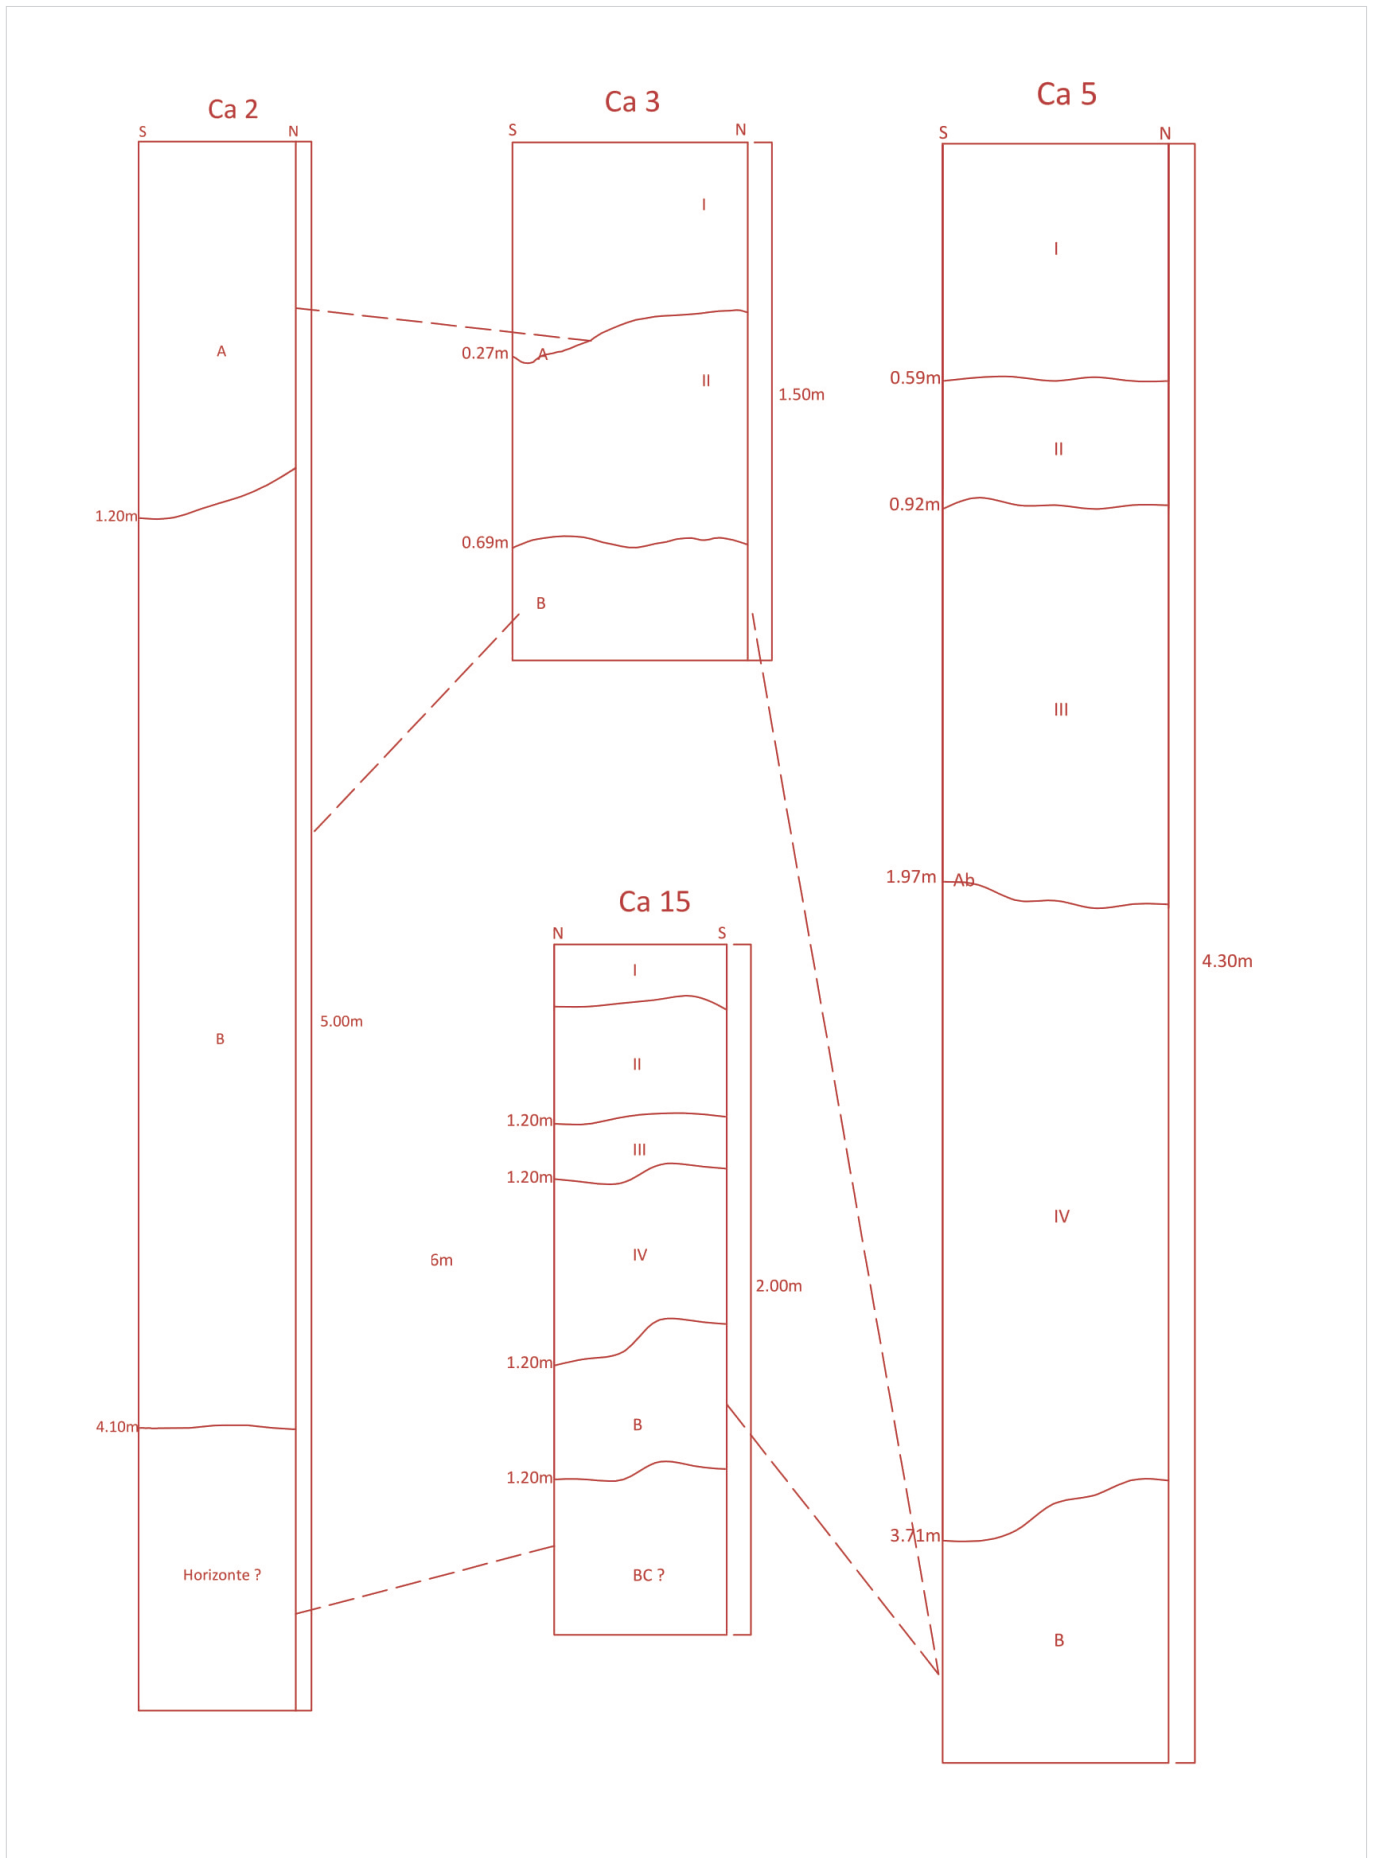 Ca 2
S N
A
1.20m
B
5.00m
4.10m
Horizonte ?
Ca 3
S N
I
0.27m
A
II
1.50m
0.69m
B
Ca 15
N S
I
II
1.20m
III
1.20m
IV
6m
2.00m
1.20m
B
1.20m
BC ?
Ca 5
S N
I
0.59m
II
0.92m
III
1.97m
Ab
4.30m
IV
3.71m
B